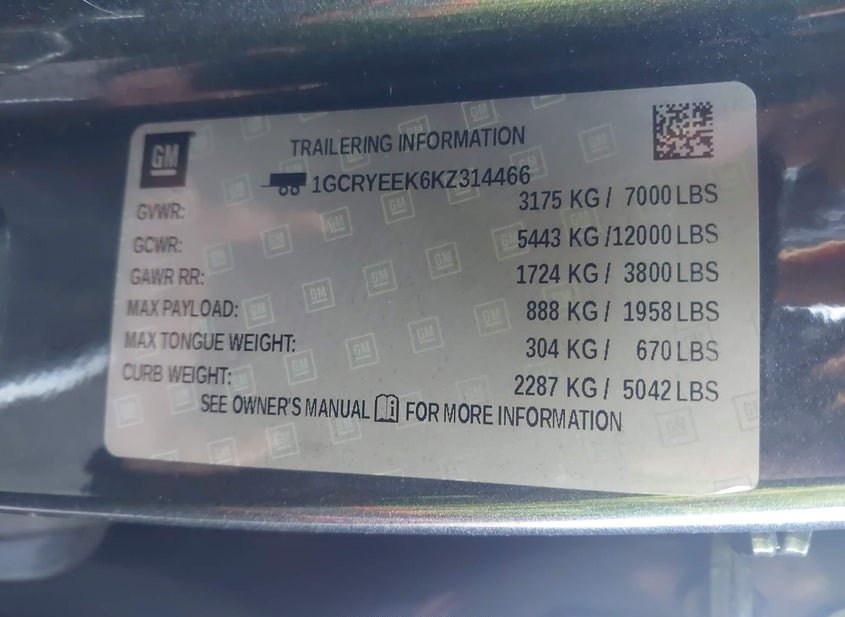 GM
TRAILERING INFORMATION
1GCRYEEK6KZ314466
GVWR: 3175 KG / 7000 LBS
GCWR: 5443 KG /12000 LBS
GAWR RR: 1724 KG / 3800 LBS
MAX PAYLOAD: 888 KG / 1958 LBS
MAX TONGUE WEIGHT: 304 KG / 670 LBS
CURB WEIGHT: 2287 KG / 5042 LBS
SEE OWNER'S MANUAL i FOR MORE INFORMATION